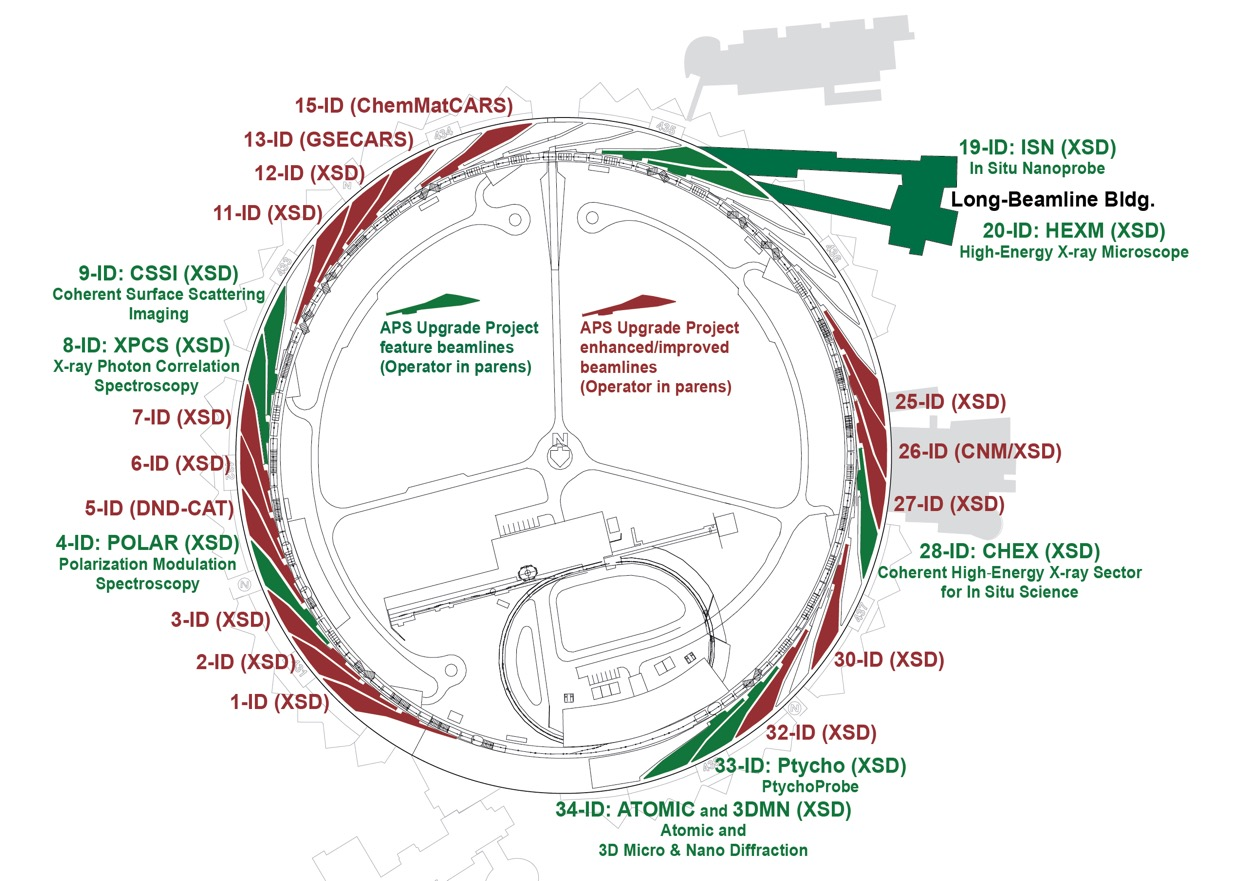 15-ID (ChemMatCARS)
13-ID (GSECARS)
12-ID (XSD)
11-ID (XSD)
9-ID: CSSI (XSD)
Coherent Surface Scattering
Imaging
8-ID: XPCS (XSD)
X-ray Photon Correlation
Spectroscopy
7-ID (XSD)
6-ID (XSD)
5-ID (DND-CAT)
4-ID: POLAR (XSD)
Polarization Modulation
Spectroscopy
3-ID (XSD)
2-ID (XSD)
1-ID (XSD)
434
435
436
433
431
437
N
APS Upgrade Project
feature beamlines
(Operator in parens)
APS Upgrade Project
enhanced/improved
beamlines
(Operator in parens)
19-ID: ISN (XSD)
In Situ Nanoprobe
Long-Beamline Bldg.
20-ID: HEXM (XSD)
High-Energy X-ray Microscope
25-ID (XSD)
26-ID (CNM/XSD)
27-ID (XSD)
28-ID: CHEX (XSD)
Coherent High-Energy X-ray Sector
for In Situ Science
30-ID (XSD)
32-ID (XSD)
33-ID: Ptycho (XSD)
PtychoProbe
34-ID: ATOMIC and 3DMN (XSD)
Atomic and
3D Micro & Nano Diffraction